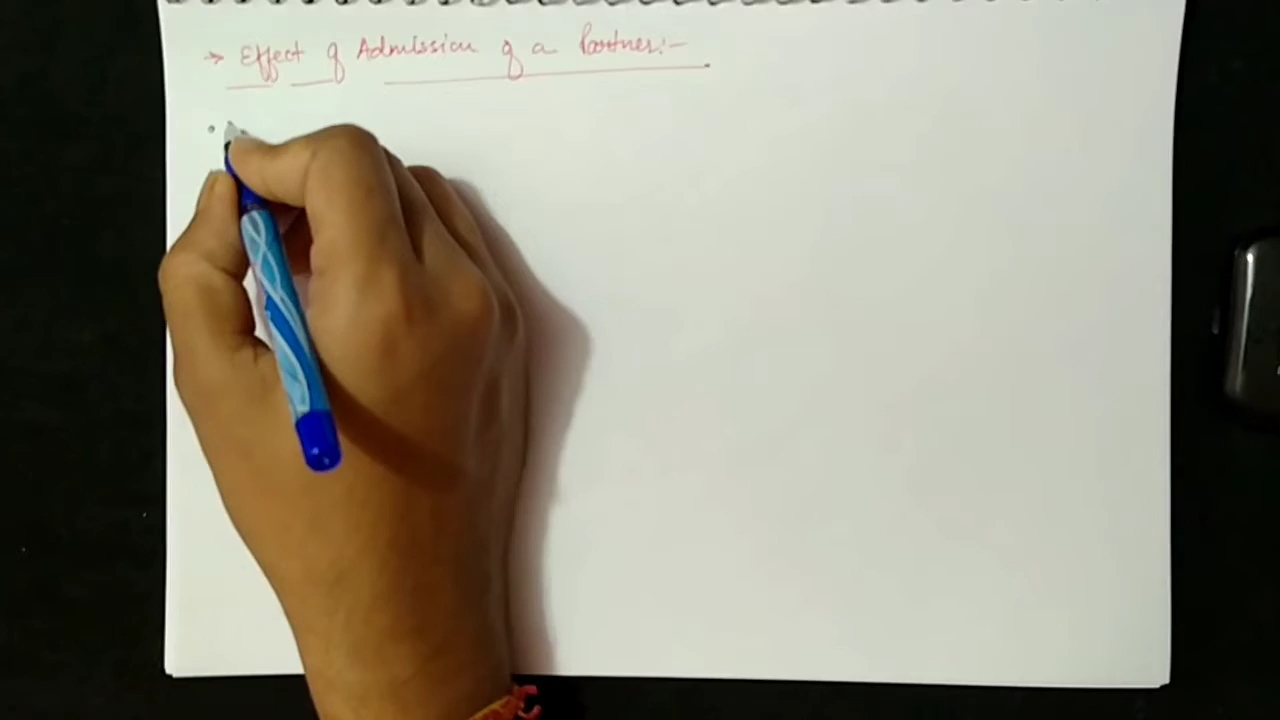 → Effect of Admission of a Partner:-